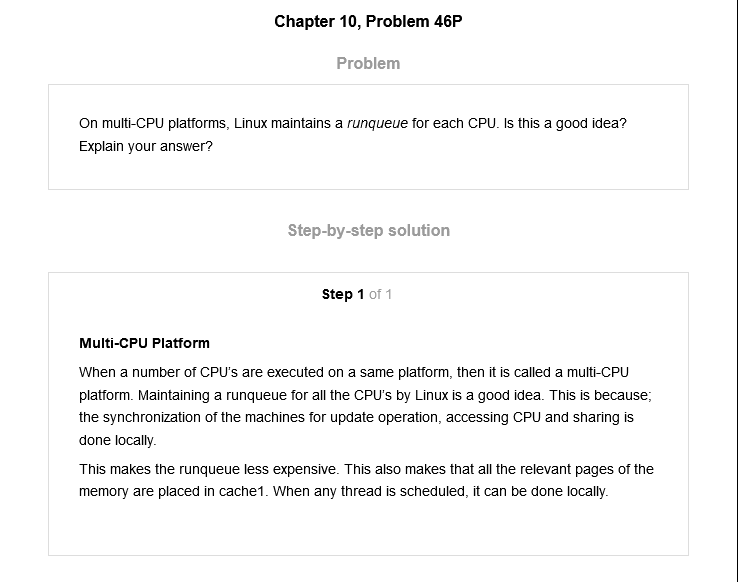 Chapter 10, Problem 46P
Problem
On multi-CPU platforms, Linux maintains a runqueue for each CPU. Is this a good idea?
Explain your answer?
Step-by-step solution
Step 1 of 1
Multi-CPU Platform
When a number of CPU's are executed on a same platform, then it is called a multi-CPU
platform. Maintaining a runqueue for all the CPU's by Linux is a good idea. This is because;
the synchronization of the machines for update operation, accessing CPU and sharing is
done locally.
This makes the runqueue less expensive. This also makes that all the relevant pages of the
memory are placed in cache1. When any thread is scheduled, it can be done locally.